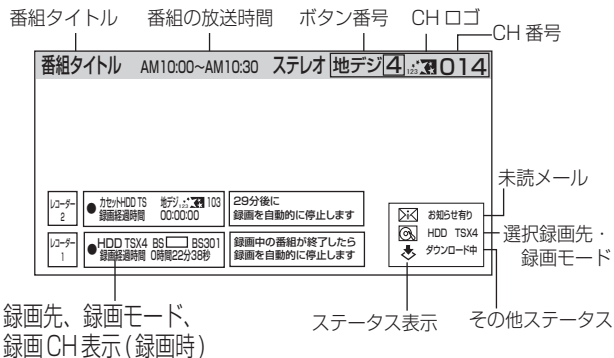 番組タイトル 番組の放送時間 ボタン番号 CH ロゴ
CH 番号
番組タイトル AM10:00~AM10:30 ステレオ 地デジ 4 123 014
未読メール
レコーダー 2 ● カセットHDD TS 地デジ 123 103
録画経過時間 00:00:00
29分後に
録画を自動的に停止します
お知らせ有り
HDD TSX4
ダウンロード中
選択録画先・
録画モード
レコーダー 1 ●HDD TSX4 BS BS301
録画経過時間 0時間22分38秒
録画中の番組が終了したら
録画を自動的に停止します
録画先、録画モード、
録画CH表示(録画時)
ステータス表示 その他ステータス